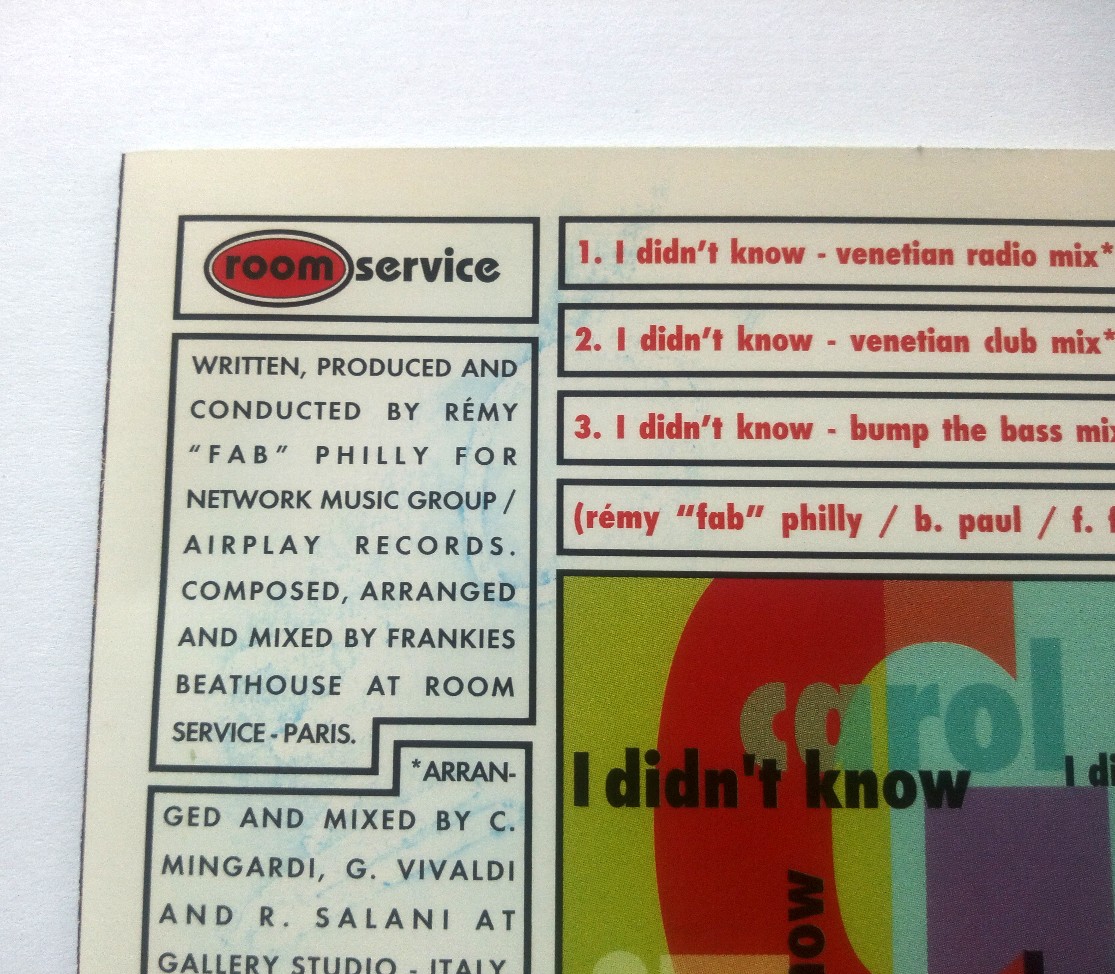 room service
WRITTEN, PRODUCED AND
CONDUCTED BY RÉMY
"FAB" PHILLY FOR
NETWORK MUSIC GROUP /
AIRPLAY RECORDS.
COMPOSED, ARRANGED
AND MIXED BY FRANKIES
BEATHOUSE AT ROOM
SERVICE - PARIS.
*ARRAN-
GED AND MIXED BY C.
MINGARDI, G. VIVALDI
AND R. SALANI AT
GALLERY STUDIO - ITALY.
1. I didn't know - venetian radio mix*
2. I didn't know - venetian club mix*
3. I didn't know - bump the bass mix
(rémy "fab" philly / b. paul / f.
carol
I didn't know
I di
now